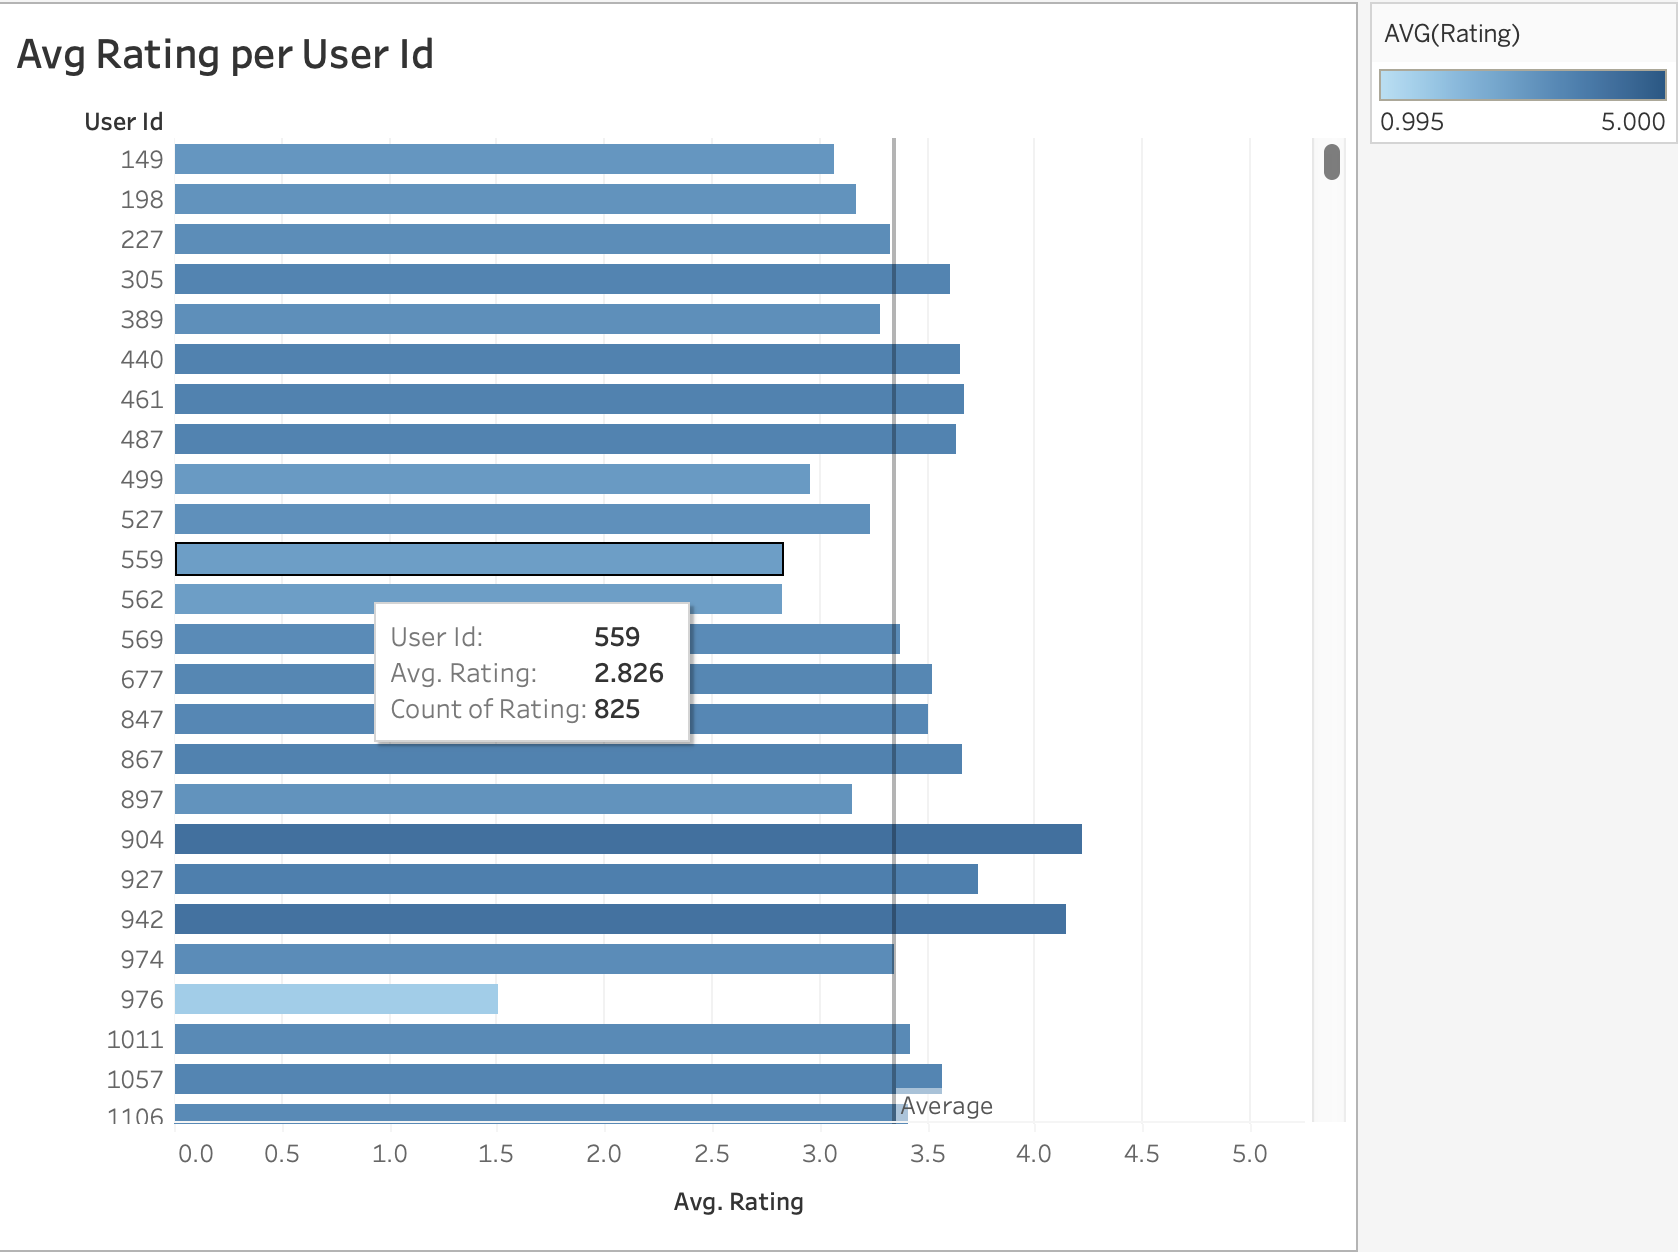 Avg Rating per User Id
AVG(Rating)
0.995 5.000
User Id
149
198
227
305
389
440
461
487
499
527
559
562
569
677
847
867
897
904
927
942
974
976
1011
1057
1106
User Id: 559
Avg. Rating: 2.826
Count of Rating: 825
Average
0.0 0.5 1.0 1.5 2.0 2.5 3.0 3.5 4.0 4.5 5.0
Avg. Rating